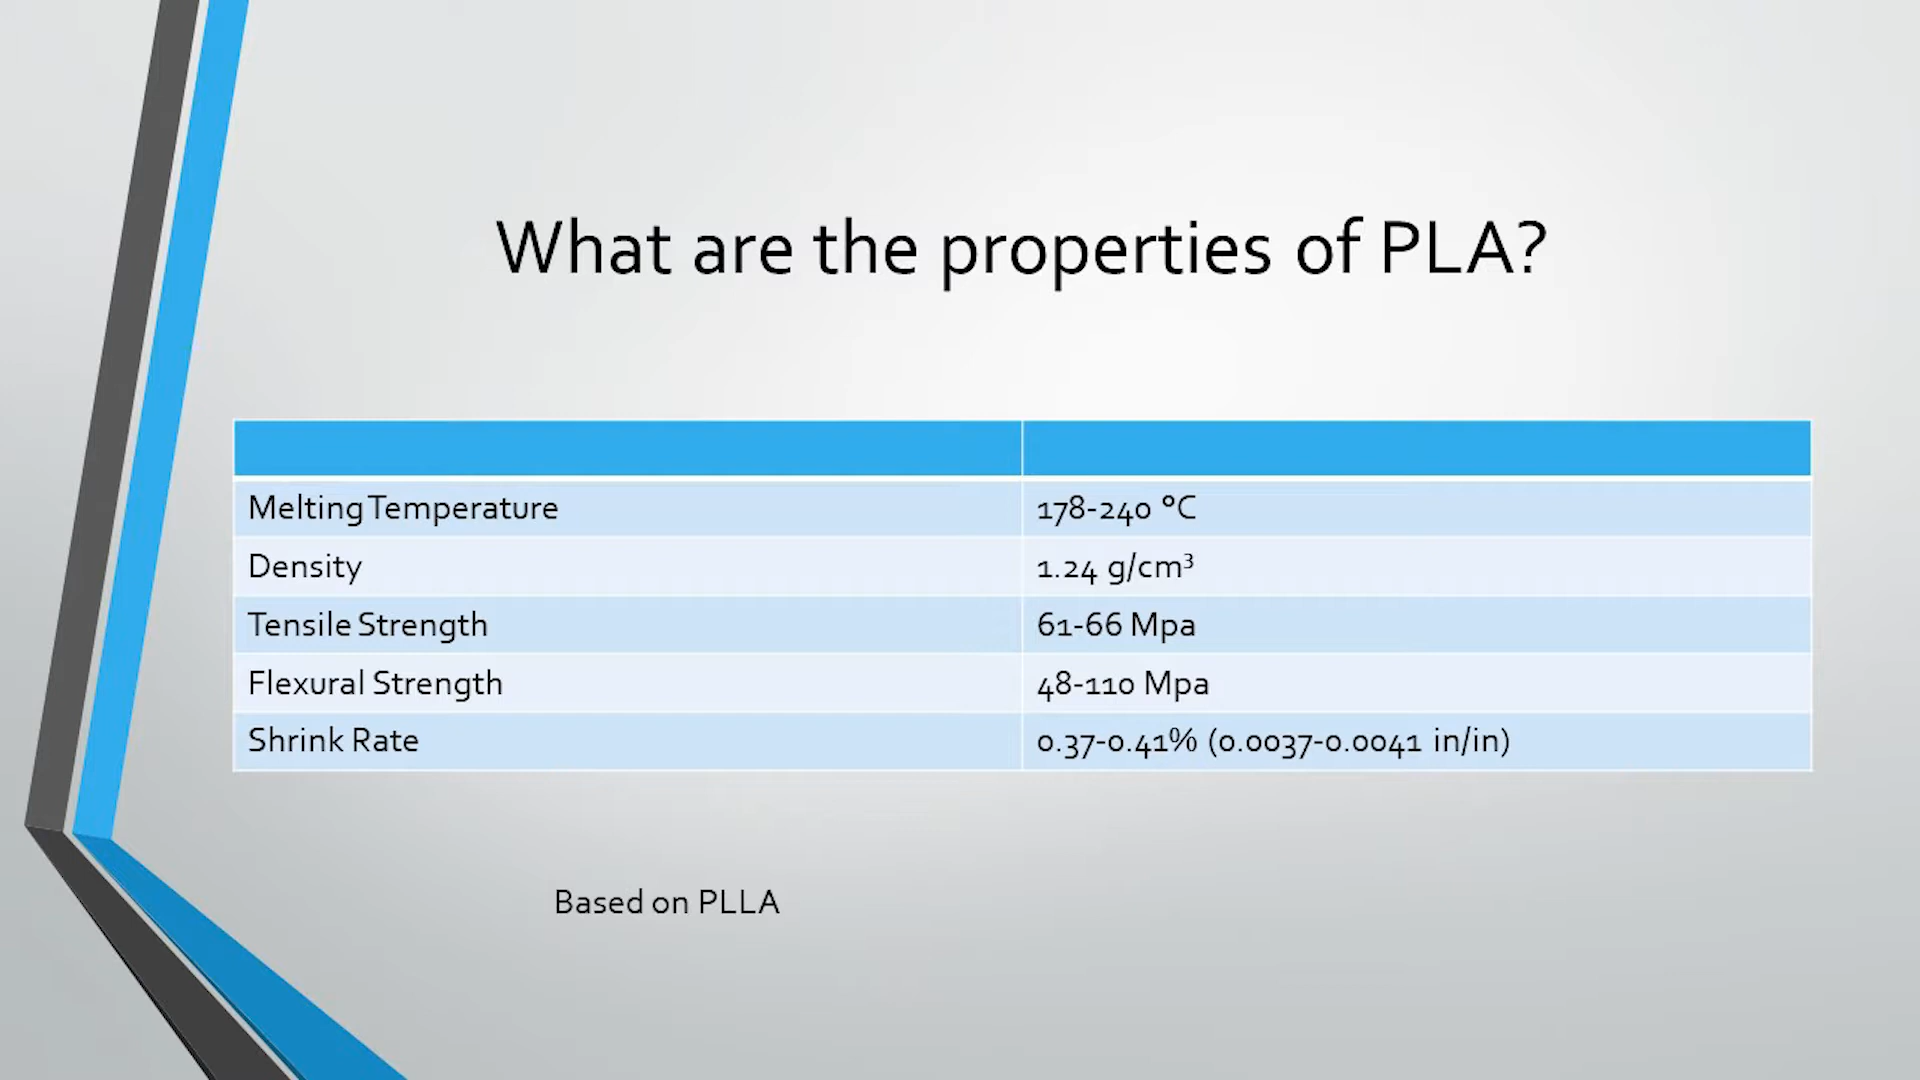 What are the properties of PLA?
Melting Temperature 178-240 °C
Density 1.24 g/cm³
Tensile Strength 61-66 Mpa
Flexural Strength 48-110 Mpa
Shrink Rate 0.37-0.41% (0.0037-0.0041 in/in)
Based on PLLA